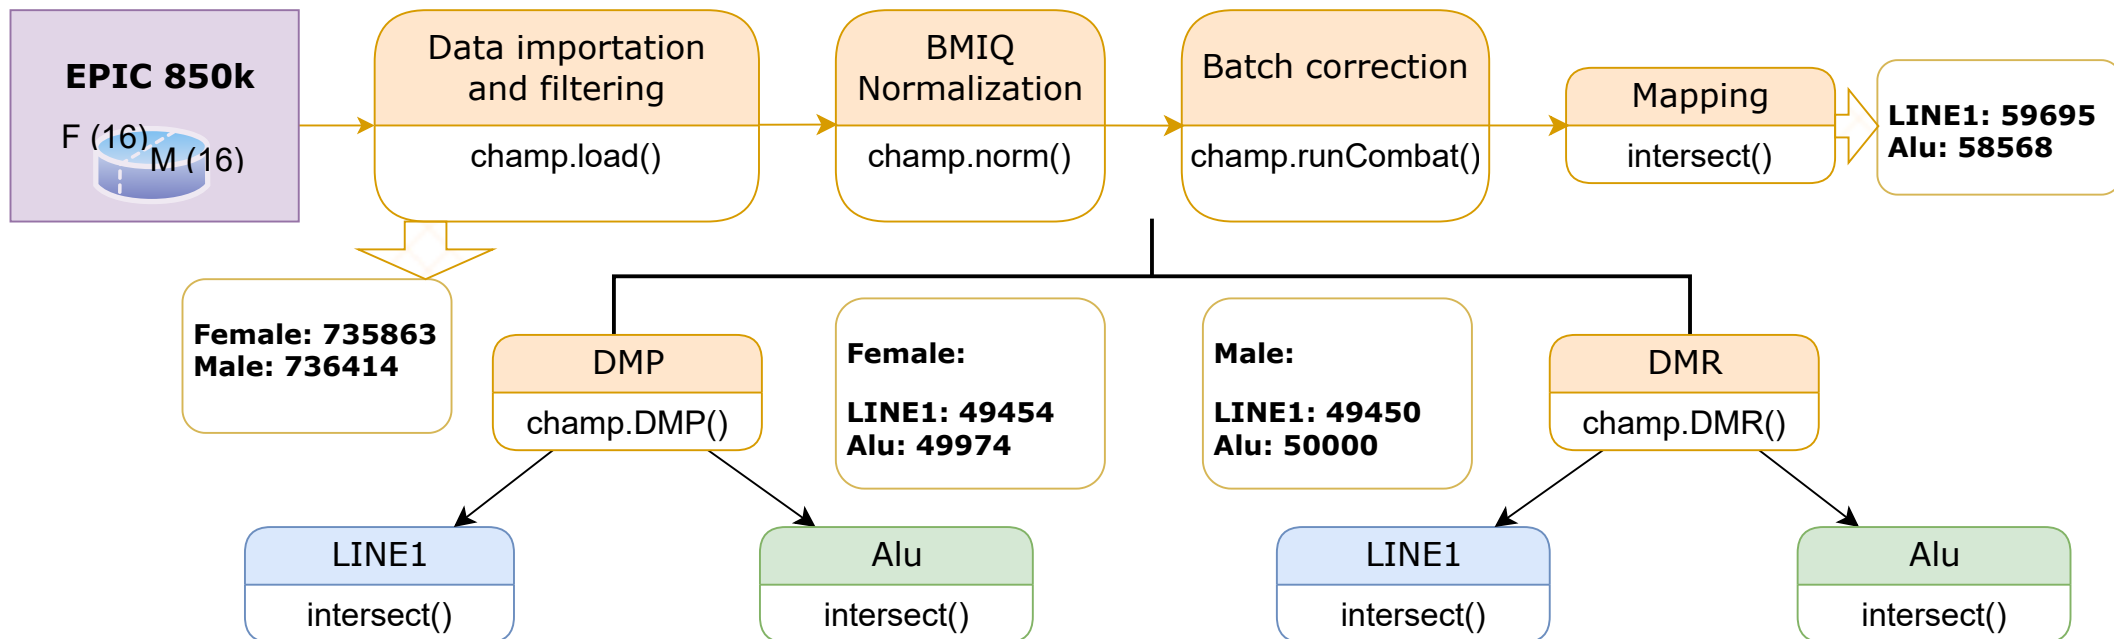 EPIC 850k
F (16)
M (16)
Data importation
and filtering
champ.load()
BMIQ
Normalization
champ.norm()
Batch correction
champ.runCombat()
Mapping
intersect()
LINE1: 59695
Alu: 58568
Female: 735863
Male: 736414
DMP
champ.DMP()
Female:
LINE1: 49454
Alu: 49974
Male:
LINE1: 49450
Alu: 50000
DMR
champ.DMR()
LINE1
intersect()
Alu
intersect()
LINE1
intersect()
Alu
intersect()